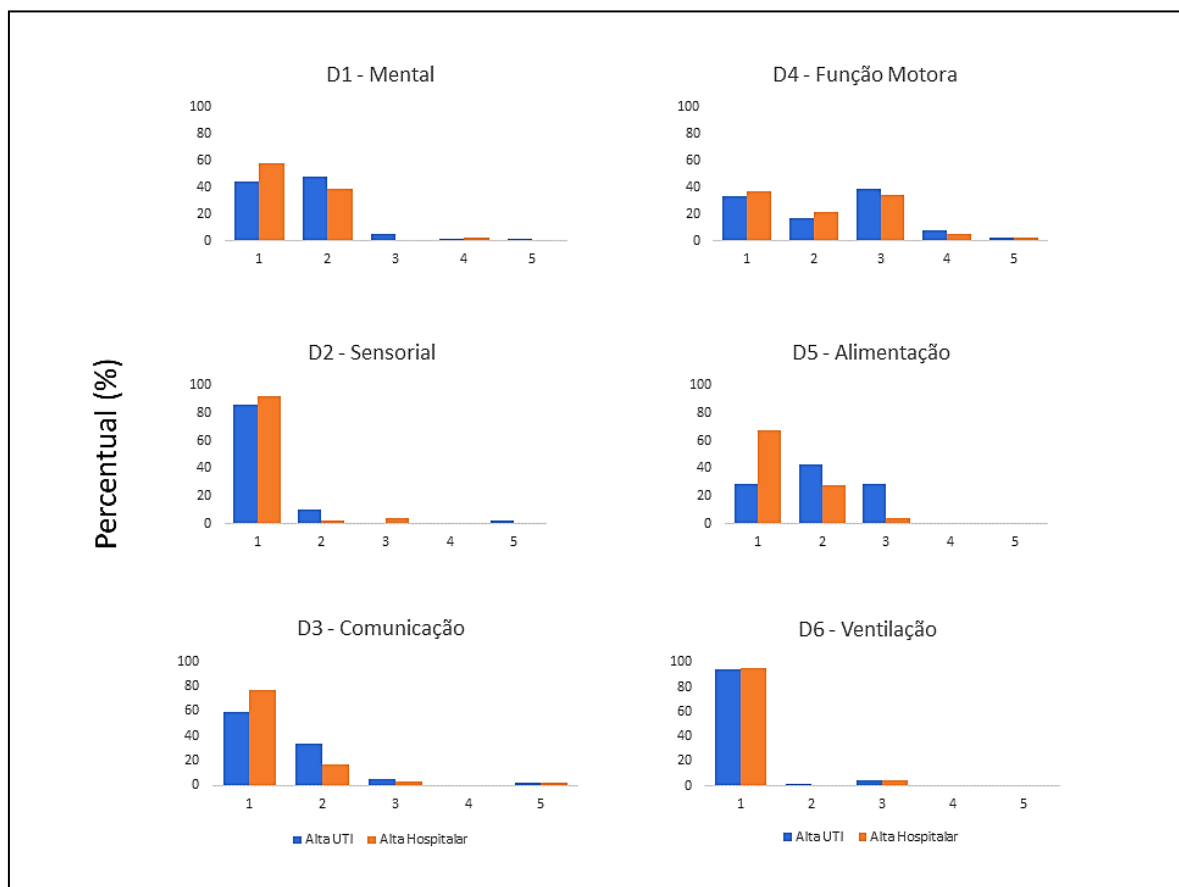 Percentual (%)
D1 - Mental
100
80
60
40
20
0
1 2 3 4 5
D4 - Função Motora
100
80
60
40
20
0
1 2 3 4 5
D2 - Sensorial
100
80
60
40
20
0
1 2 3 4 5
D5 - Alimentação
100
80
60
40
20
0
1 2 3 4 5
D3 - Comunicação
100
80
60
40
20
0
1 2 3 4 5
Alta UTI Alta Hospitalar
D6 - Ventilação
100
80
60
40
20
0
1 2 3 4 5
Alta UTI Alta Hospitalar